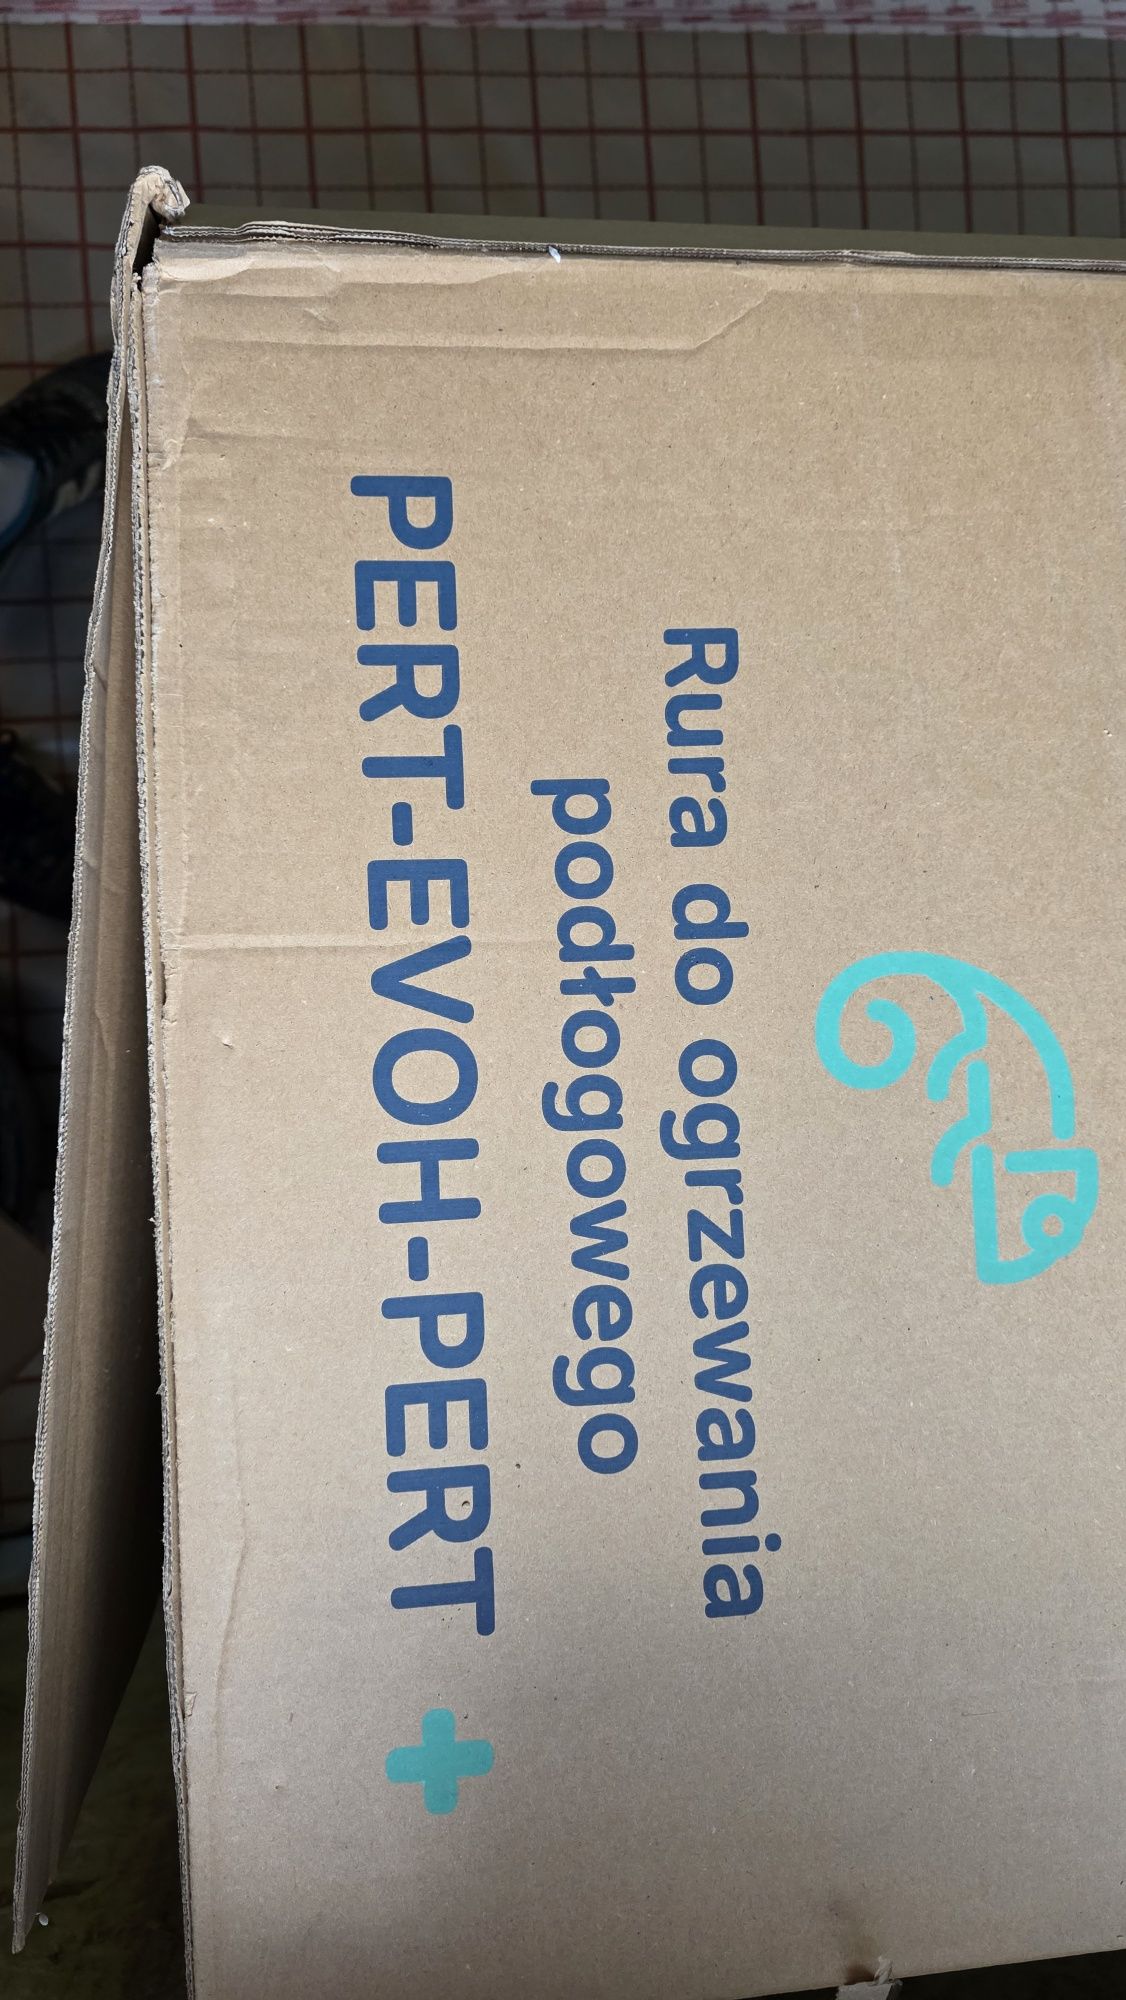 Rura do ogrzewania
podłogowego
PERT-EVOH-PERT +